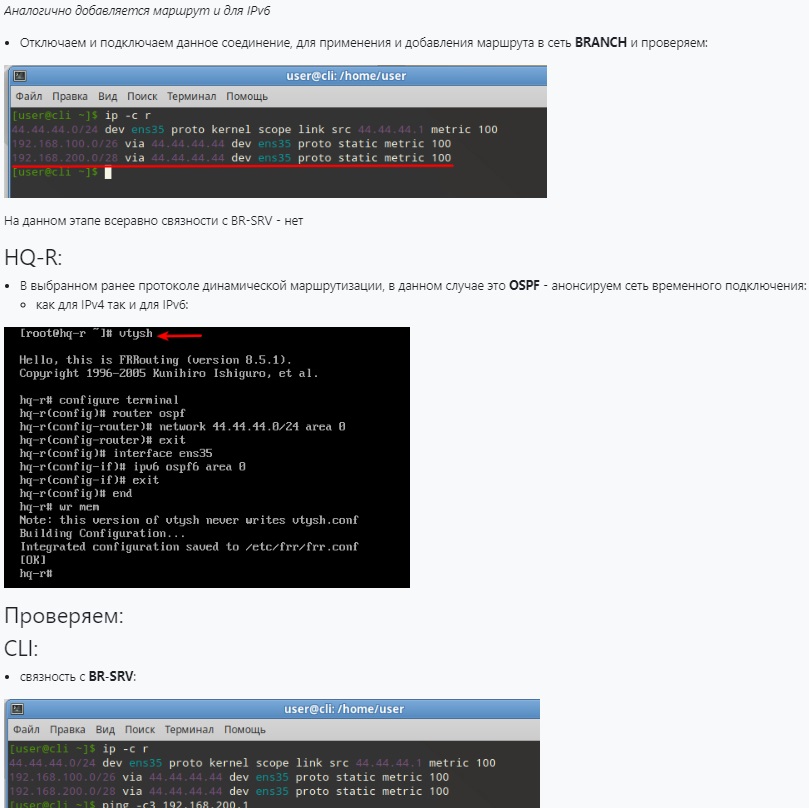 Аналогично добавляется маршрут и для IPv6
Отключаем и подключаем данное соединение, для применения и добавления маршрута в сеть BRANCH и проверяем:
user@cli: /home/user
Файл Правка Вид Поиск Терминал Помощь
[user@cli ~]$ ip -c r
44.44.44.0/24 dev ens35 proto kernel scope link src 44.44.44.1 metric 100
192.168.100.0/26 via 44.44.44.44 dev ens35 proto static metric 100
192.168.200.0/28 via 44.44.44.44 dev ens35 proto static metric 100
[user@cli ~]$
На данном этапе всеравно связности с BR-SRV - нет
HQ-R:
В выбранном ранее протоколе динамической маршрутизации, в данном случае это OSPF - анонсируем сеть временного подключения:
как для IPv4 так и для IPv6:
[root@hq-r ~]# vtysh
Hello, this is FRRouting (version 8.5.1).
Copyright 1996-2005 Kunihiro Ishiguro, et al.
hq-r# configure terminal
hq-r(config)# router ospf
hq-r(config-router)# network 44.44.44.0/24 area 0
hq-r(config-router)# exit
hq-r(config)# interface ens35
hq-r(config-if)# ipv6 ospf6 area 0
hq-r(config-if)# exit
hq-r(config)# end
hq-r# wr mem
Note: this version of vtysh never writes vtysh.conf
Building Configuration...
Integrated configuration saved to /etc/frr/frr.conf
[OK]
hq-r#
Проверяем:
CLI:
связность с BR-SRV:
user@cli: /home/user
Файл Правка Вид Поиск Терминал Помощь
[user@cli ~]$ ip -c r
44.44.44.0/24 dev ens35 proto kernel scope link src 44.44.44.1 metric 100
192.168.100.0/26 via 44.44.44.44 dev ens35 proto static metric 100
192.168.200.0/28 via 44.44.44.44 dev ens35 proto static metric 100
[user@cli ~]$ ping -c3 192.168.200.1